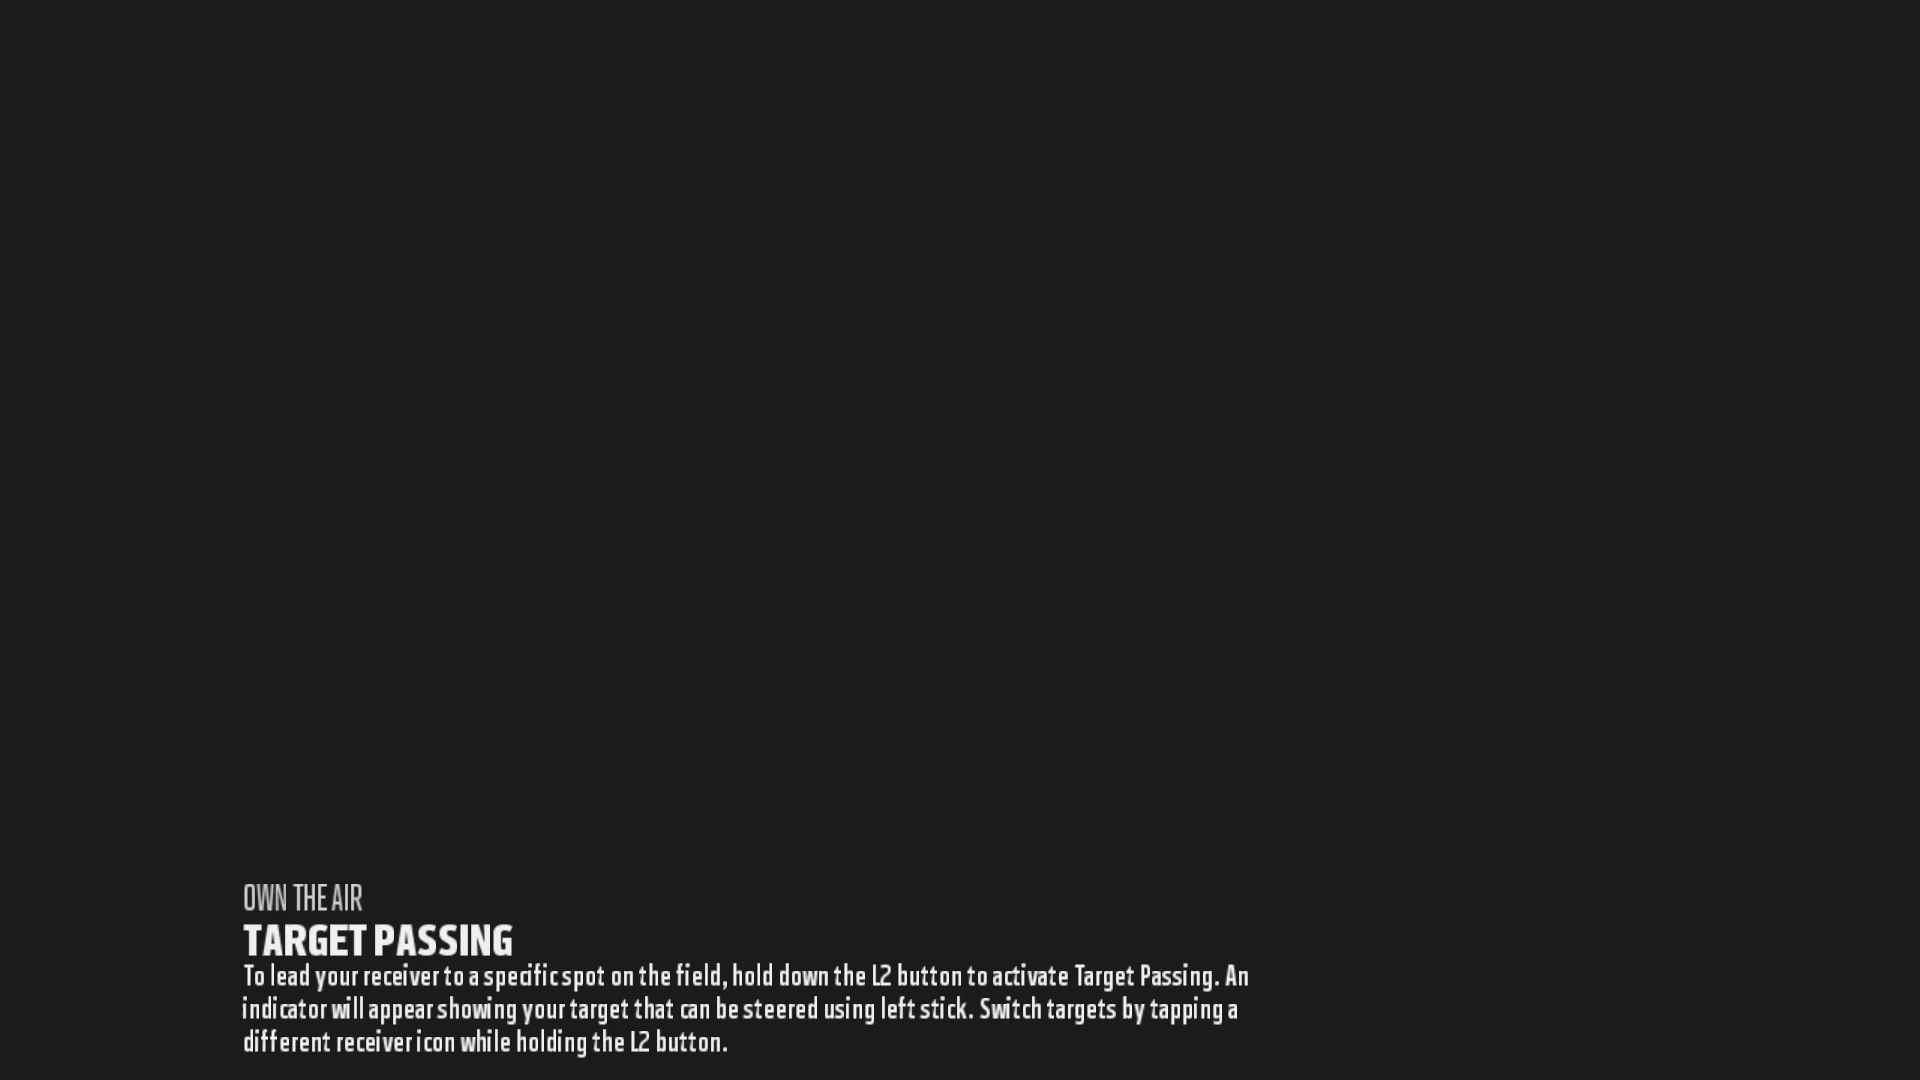 OWN THE AIR
TARGET PASSING
To lead your receiver to a specific spot on the field, hold down the L2 button to activate Target Passing. An
indicator will appear showing your target that can be steered using left stick. Switch targets by tapping a
different receiver icon while holding the L2 button.